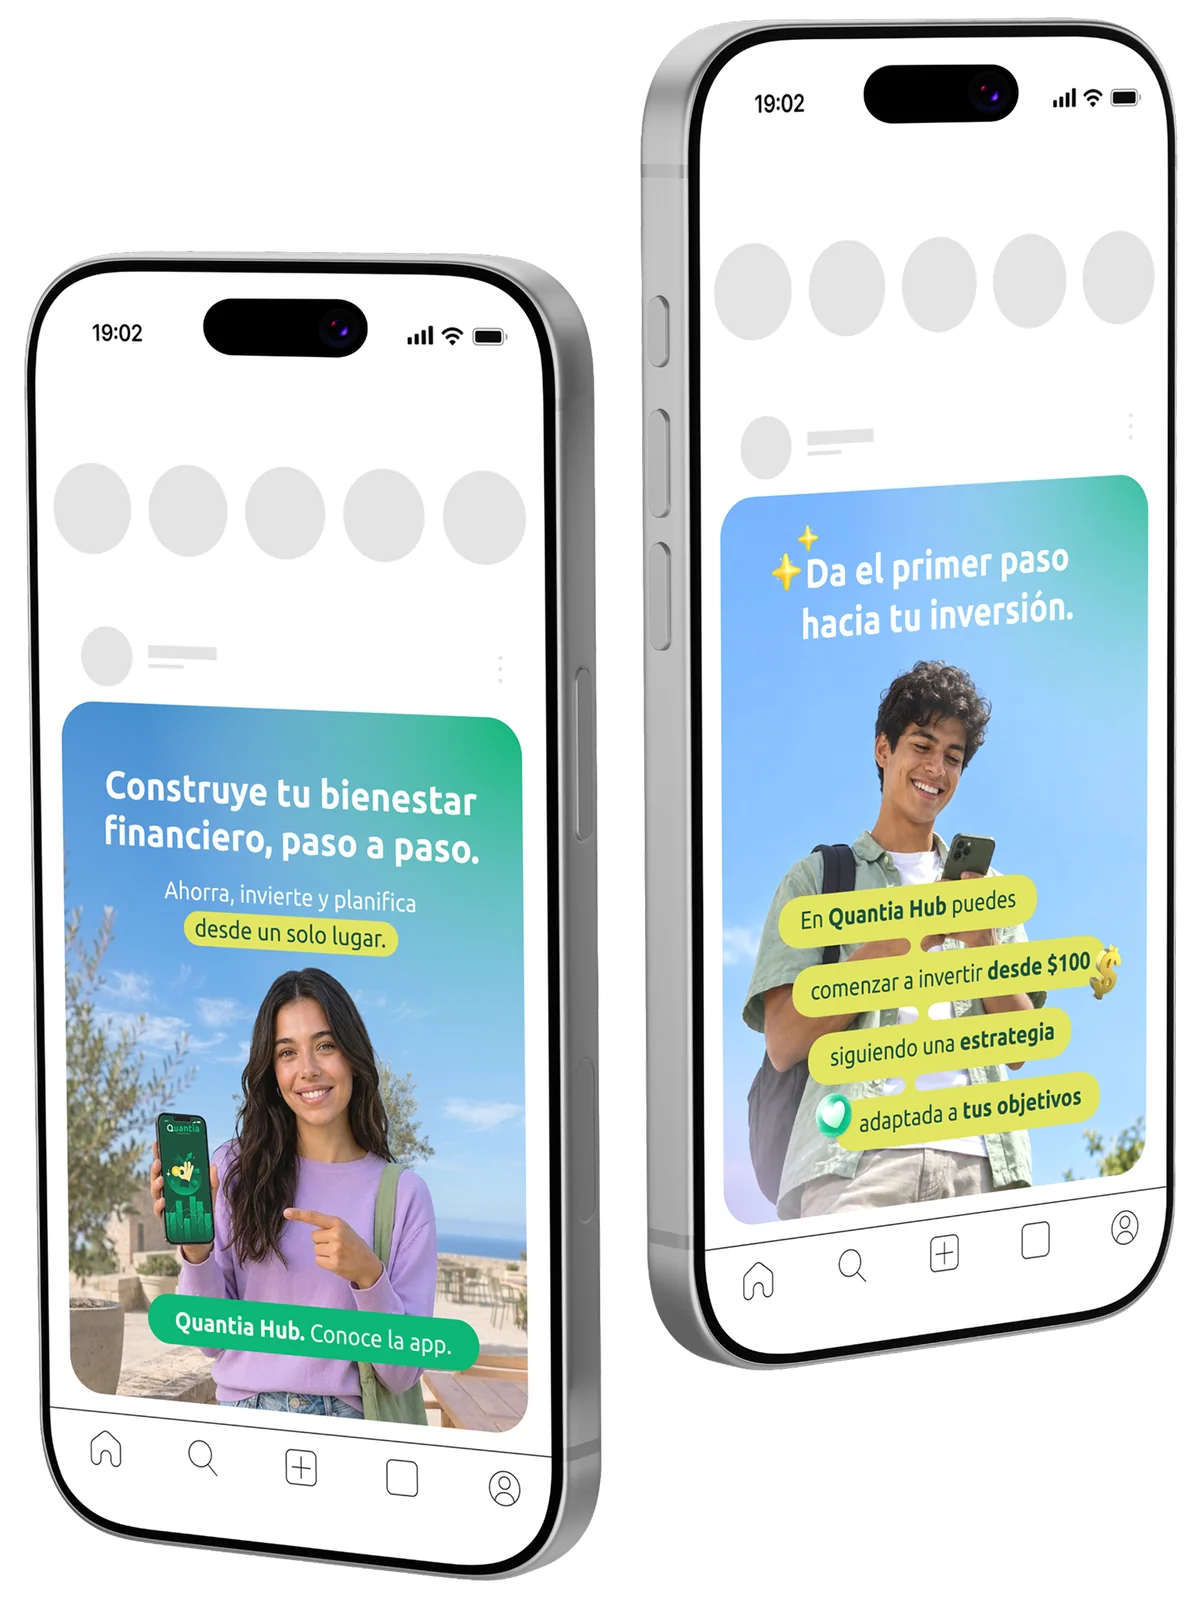 19:02
Construye tu bienestar
financiero, paso a paso.
Ahorra, invierte y planifica
desde un solo lugar.
Quantia
Quantia Hub. Conoce la app.
19:02
Da el primer paso
hacia tu inversión.
En Quantia Hub puedes
comenzar a invertir desde $100
siguiendo una estrategia
adaptada a tus objetivos